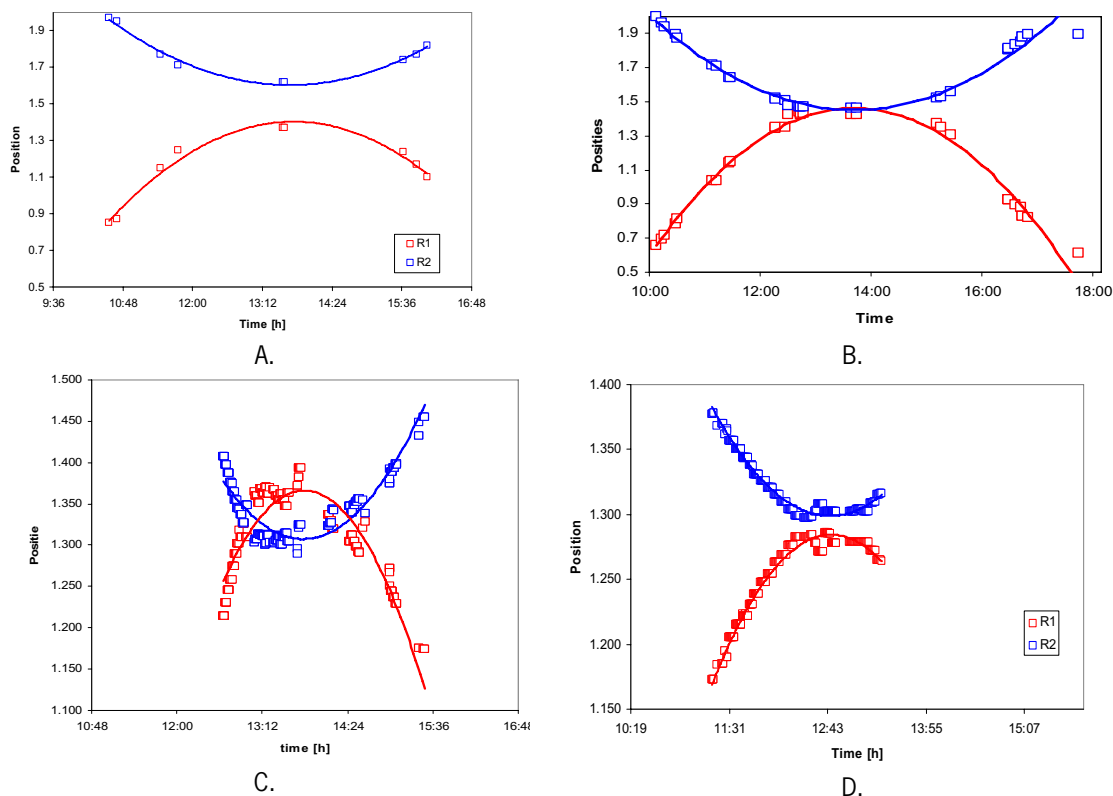 1.9
1.7
1.5
1.3
1.1
0.9
0.7
0.5
Position
9:36 10:48 12:00 13:12 14:24 15:36 16:48
Time [h]
R1
R2
A.
1.9
1.7
1.5
1.3
1.1
0.9
0.7
0.5
Posities
10:00 12:00 14:00 16:00 18:00
Time
B.
1.500
1.450
1.400
1.350
1.300
1.250
1.200
1.150
1.100
Positie
10:48 12:00 13:12 14:24 15:36 16:48
time [h]
C.
1.400
1.350
1.300
1.250
1.200
1.150
Position
10:19 11:31 12:43 13:55 15:07
Time [h]
R1
R2
D.